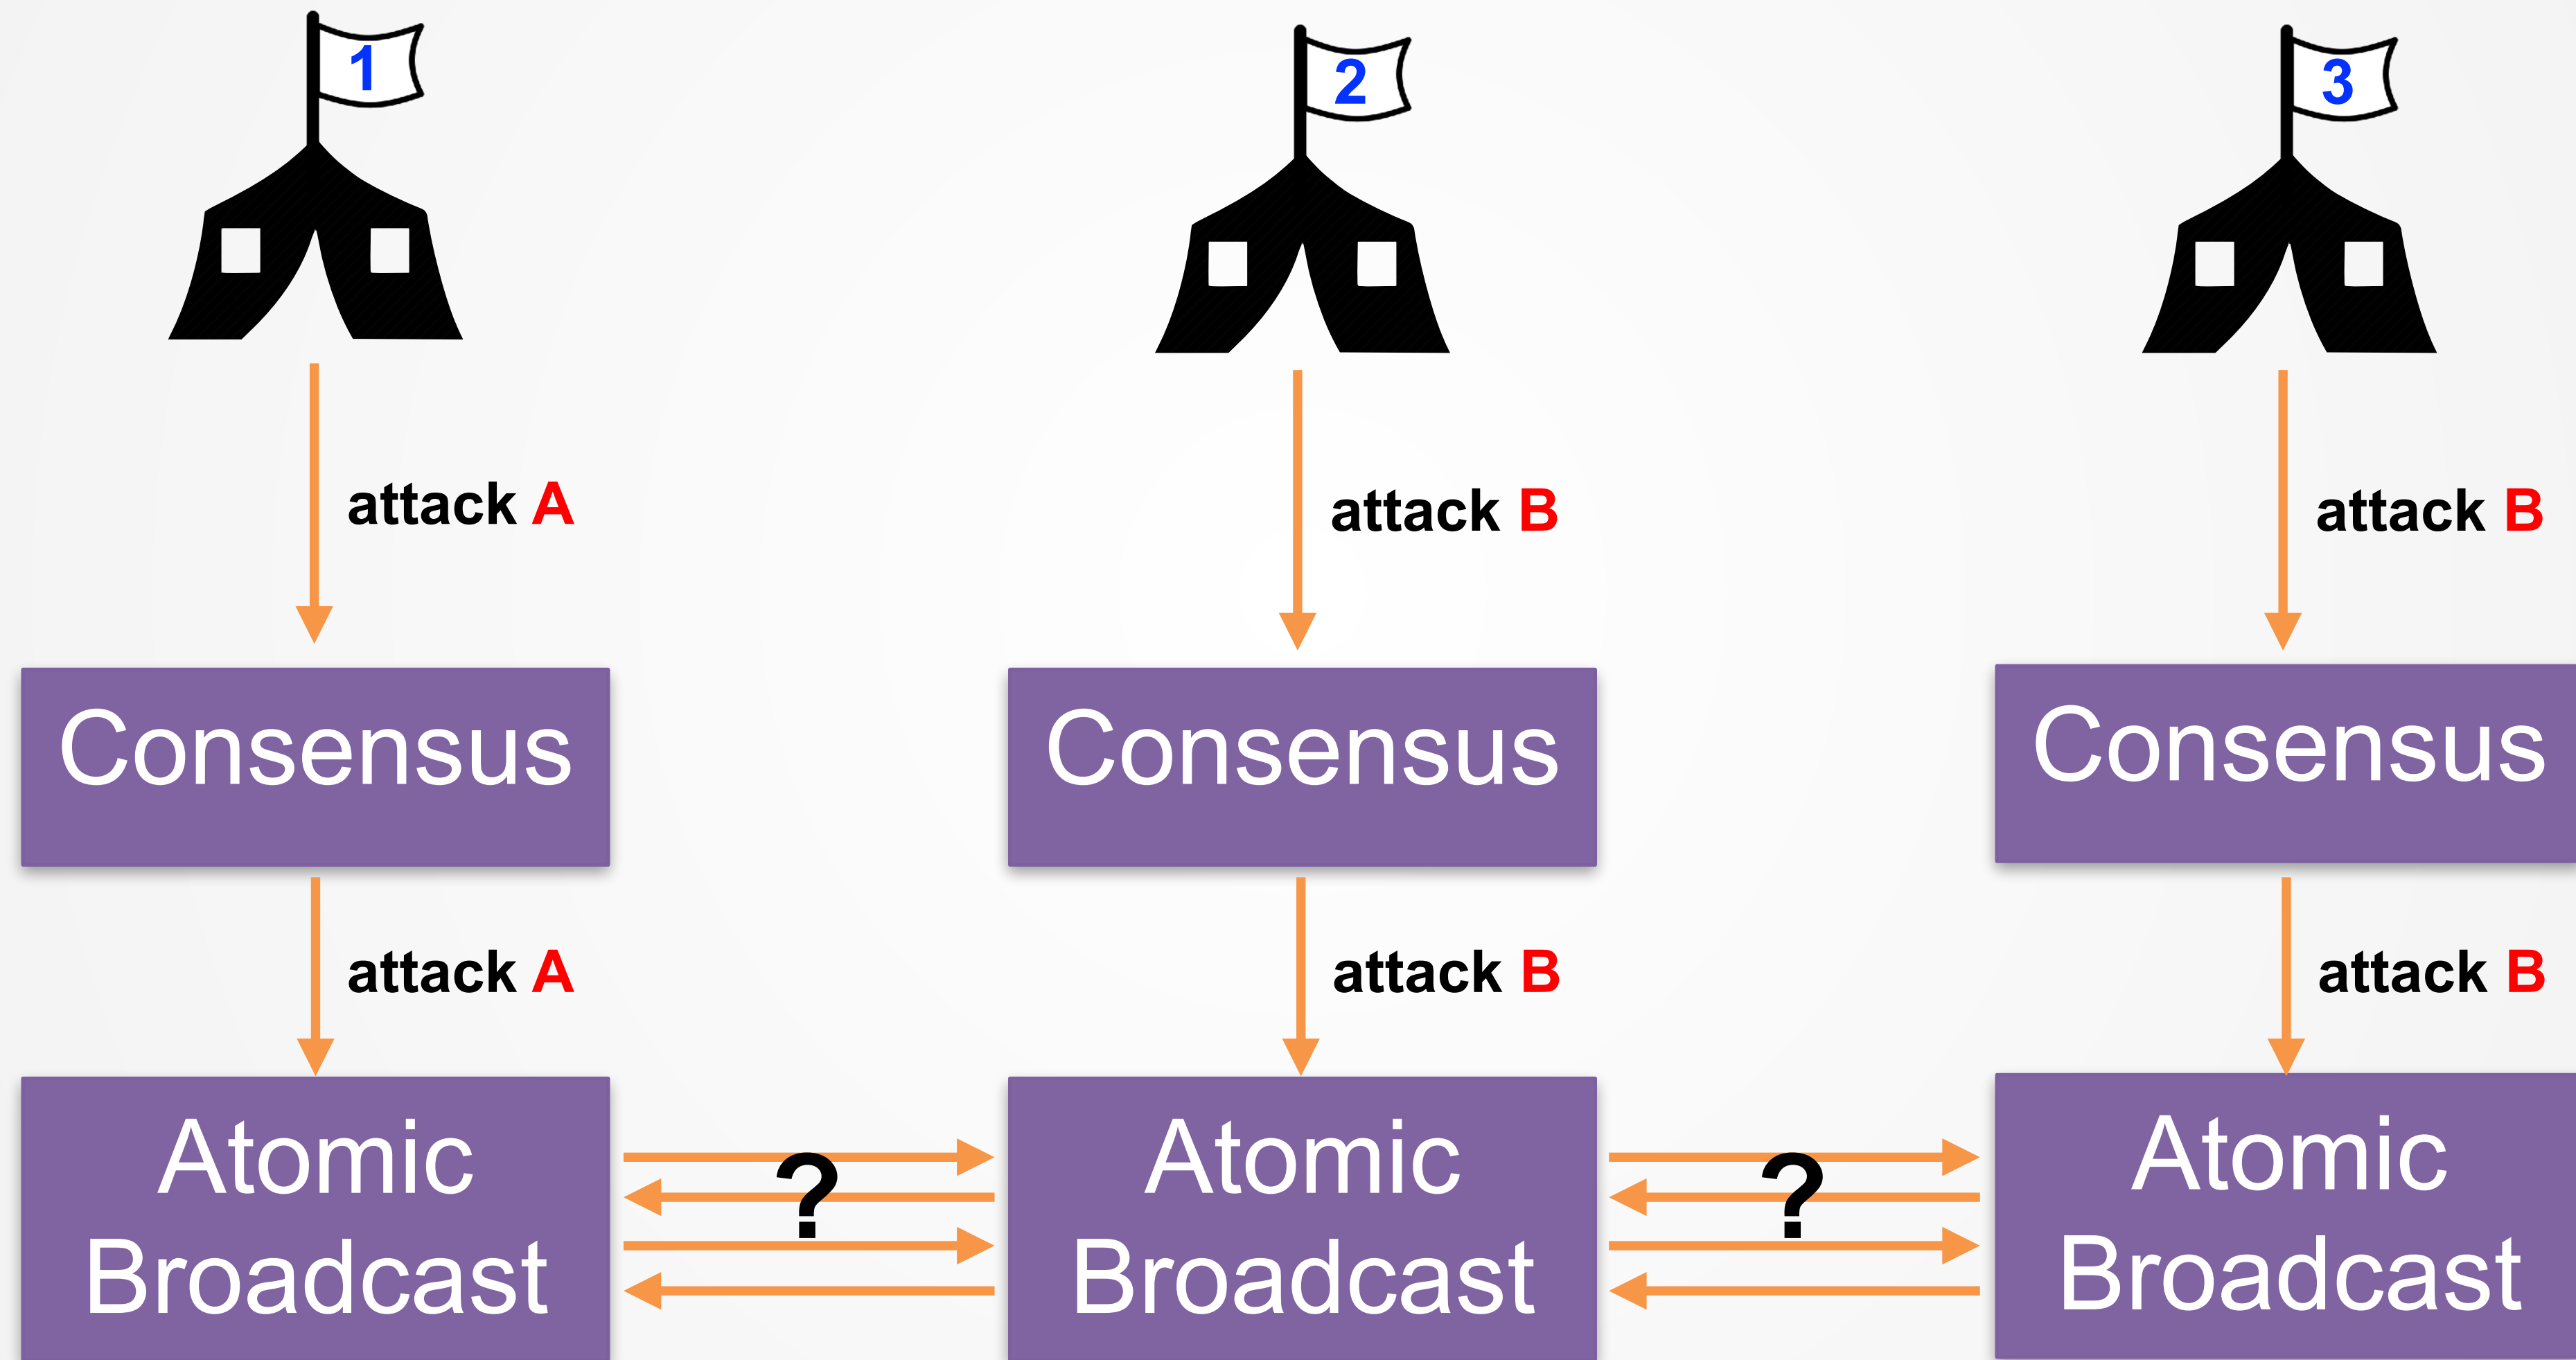 1
2
3
attack A
attack B
attack B
Consensus
Consensus
Consensus
attack A
attack B
attack B
Atomic
Broadcast
?
Atomic
Broadcast
?
Atomic
Broadcast